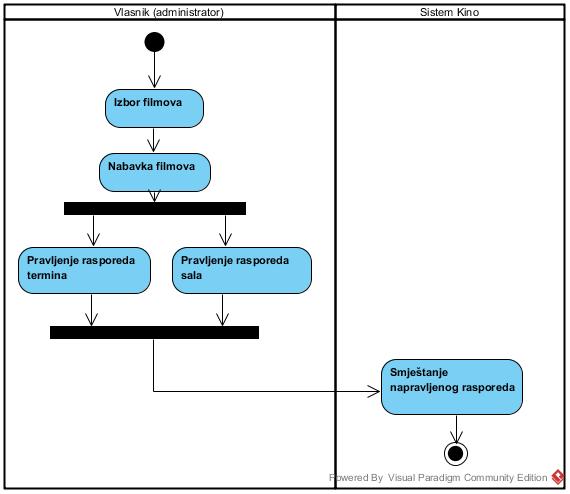 Vlasnik (administrator)
Sistem Kino
Izbor filmova
Nabavka filmova
Pravljenje rasporeda
termina
Pravljenje rasporeda
sala
Smještanje
napravljenog rasporeda
Powered By Visual Paradigm Community Edition